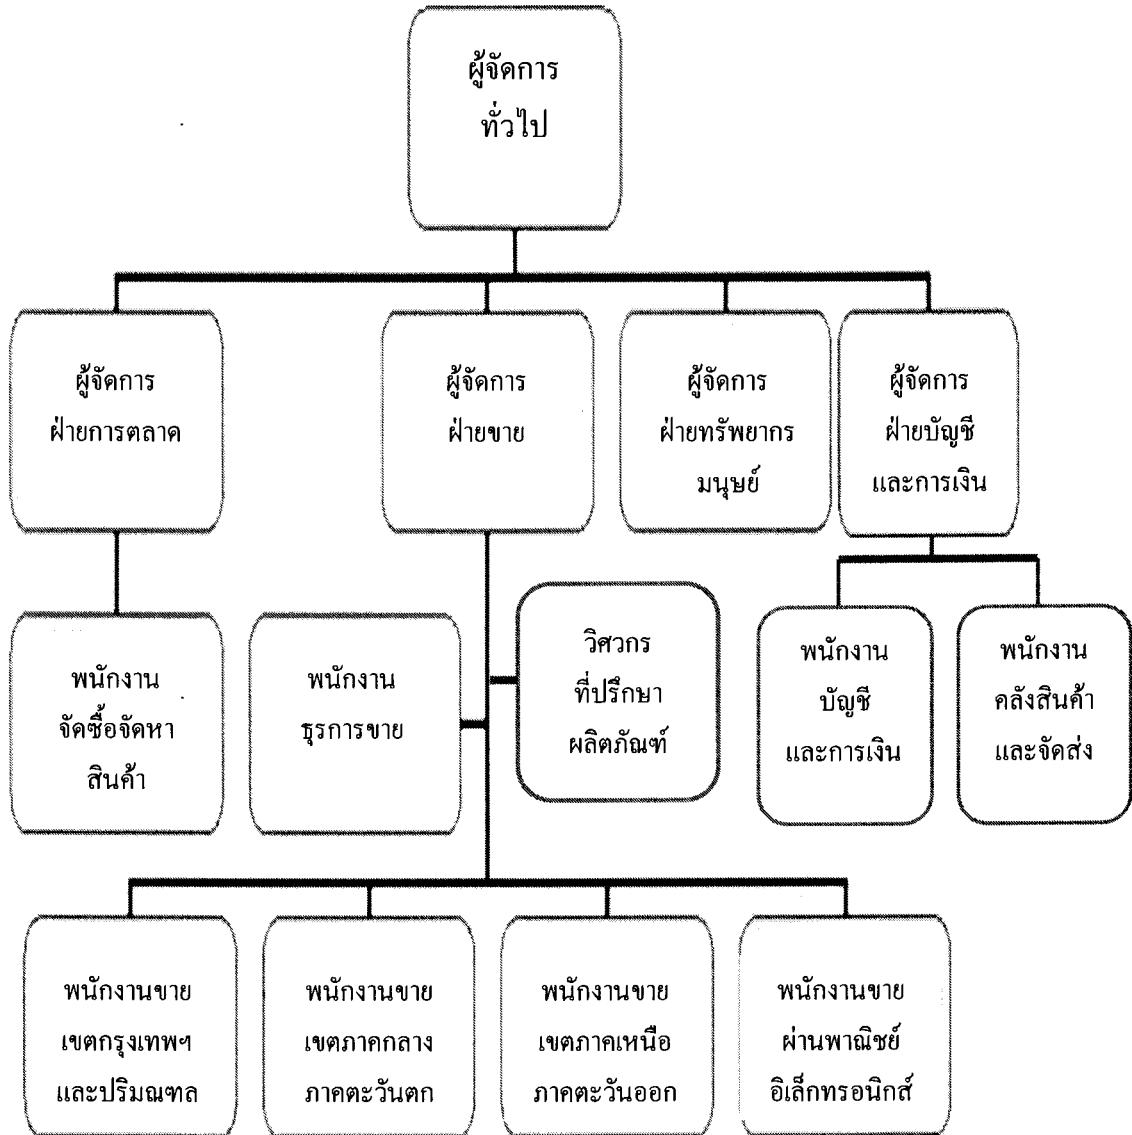 ผู้จัดการ
ทั่วไป
ผู้จัดการ
ฝ่ายการตลาด
ผู้จัดการ
ฝ่ายขาย
ผู้จัดการ
ฝ่ายทรัพยากร
มนุษย์
ผู้จัดการ
ฝ่ายบัญชี
และการเงิน
พนักงาน
จัดซื้อจัดหา
สินค้า
พนักงาน
ธุรการขาย
วิศวกร
ที่ปรึกษา
ผลิตภัณฑ์
พนักงาน
บัญชี
และการเงิน
พนักงาน
คลังสินค้า
และจัดส่ง
พนักงานขาย
เขตกรุงเทพฯ
และปริมณฑล
พนักงานขาย
เขตภาคกลาง
ภาคตะวันตก
พนักงานขาย
เขตภาคเหนือ
ภาคตะวันออก
พนักงานขาย
ผ่านพาณิชย์
อิเล็กทรอนิกส์